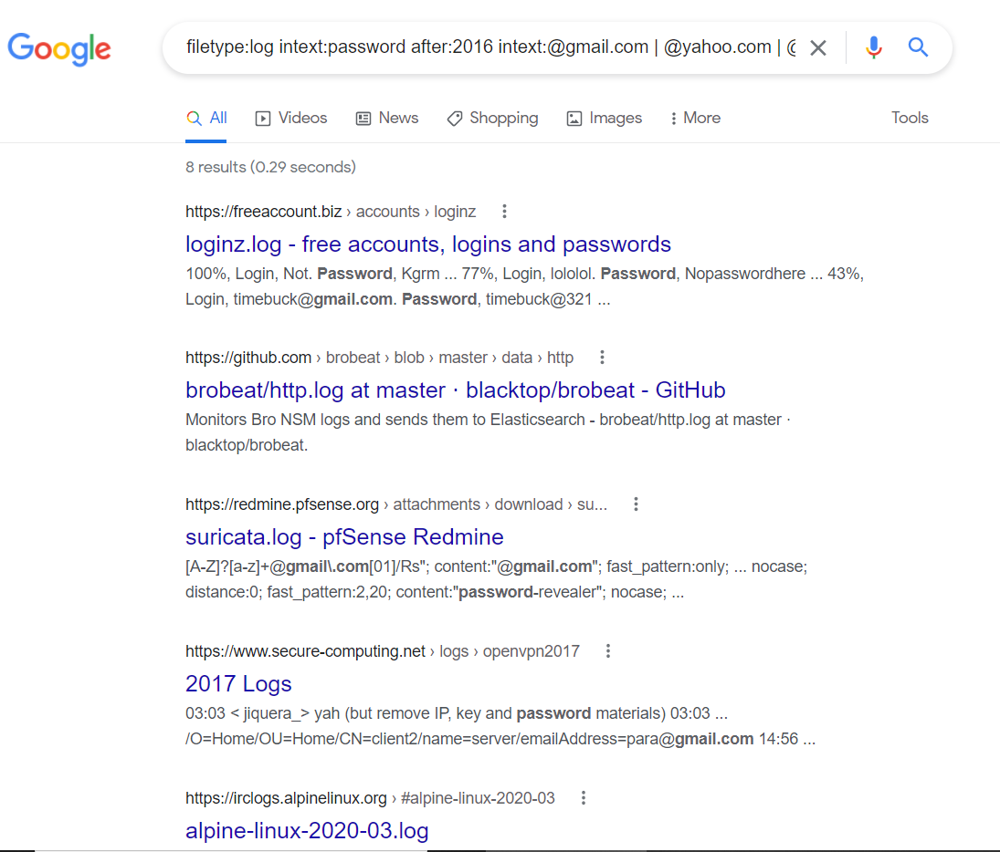 Google
filetype:log intext:password after:2016 intext:@gmail.com | @yahoo.com | @
All
Videos
News
Shopping
Images
More
Tools
8 results (0.29 seconds)
https://freeaccount.biz › accounts › loginz
loginz.log - free accounts, logins and passwords
100%, Login, Not. Password, Kgrm ... 77%, Login, lololol. Password, Nopasswordhere ... 43%,
Login, timebuck@gmail.com. Password, timebuck@321 ...
https://github.com › brobeat › blob › master › data › http
brobeat/http.log at master · blacktop/brobeat - GitHub
Monitors Bro NSM logs and sends them to Elasticsearch - brobeat/http.log at master ·
blacktop/brobeat.
https://redmine.pfsense.org › attachments › download › su...
suricata.log - pfSense Redmine
[A-Z]?[a-z]+@gmail\.com[01]/Rs"; content:"@gmail.com"; fast_pattern:only; ... nocase;
distance:0; fast_pattern:2,20; content:"password-revealer"; nocase; ...
https://www.secure-computing.net › logs › openvpn2017
2017 Logs
03:03 < jiquera_> yah (but remove IP, key and password materials) 03:03 ...
/O=Home/OU=Home/CN=client2/name=server/emailAddress=para@gmail.com 14:56 ...
https://irclogs.alpinelinux.org › #alpine-linux-2020-03
alpine-linux-2020-03.log